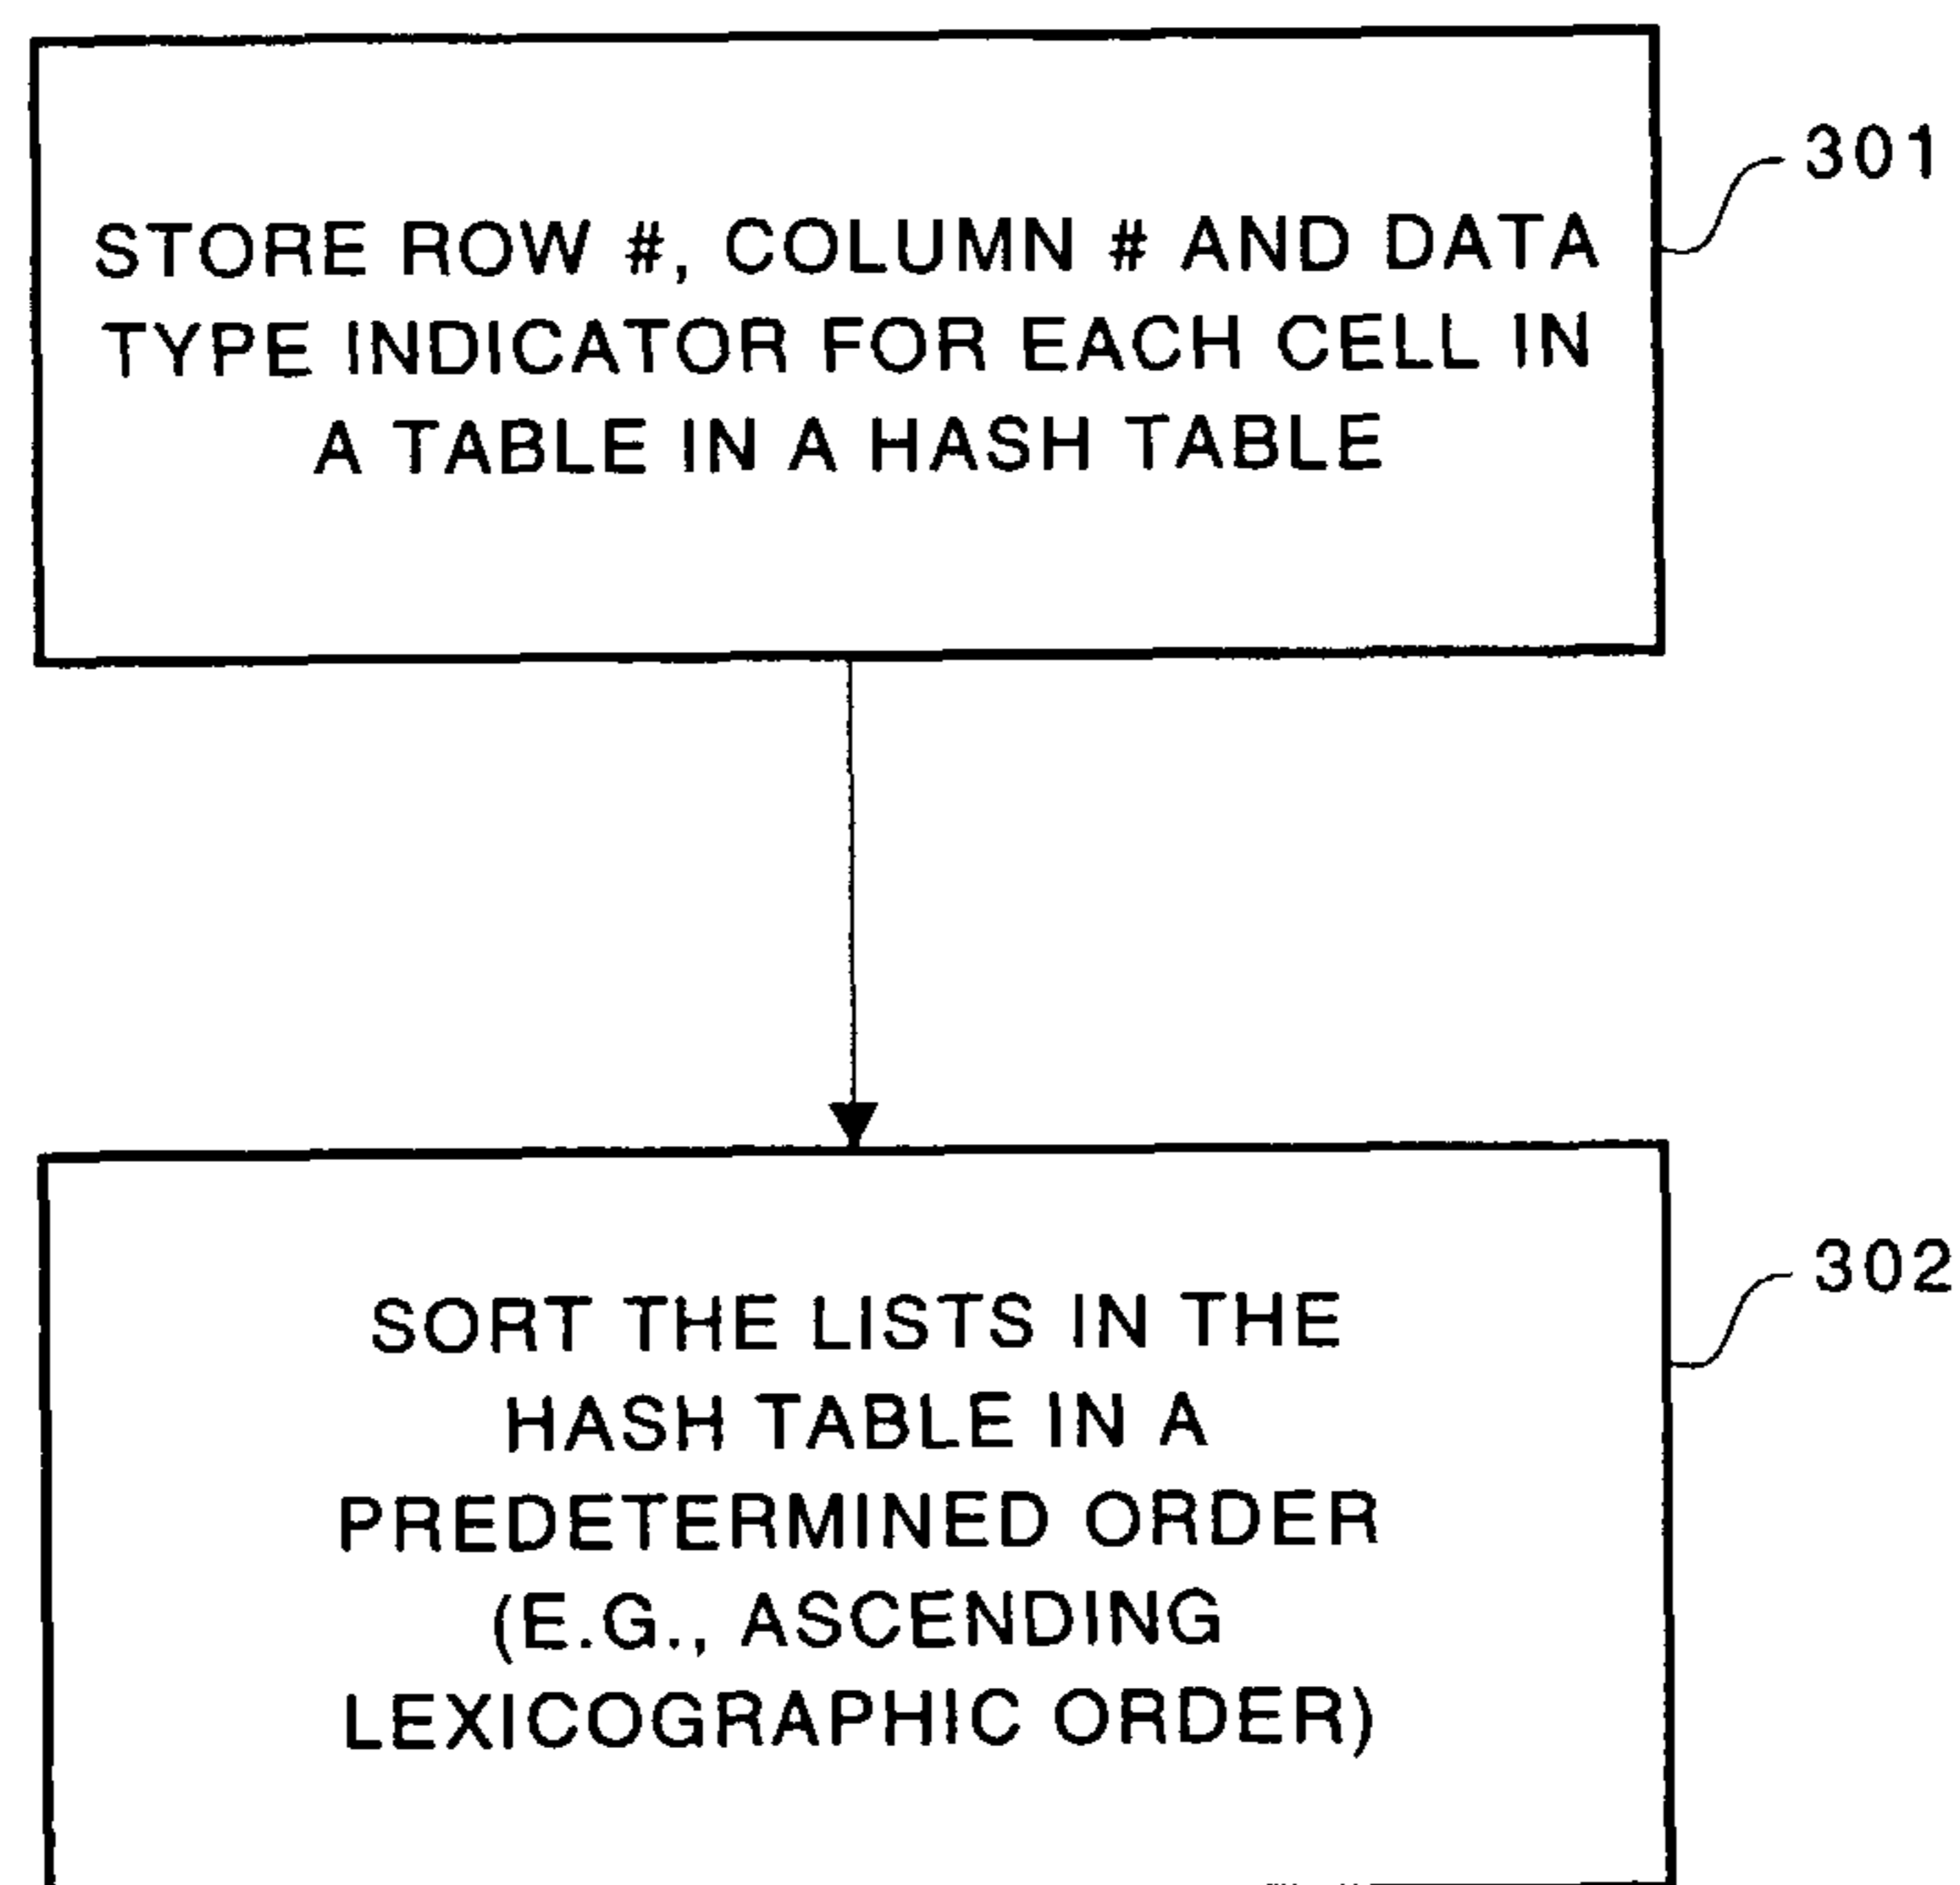 STORE ROW #, COLUMN # AND DATA
TYPE INDICATOR FOR EACH CELL IN
A TABLE IN A HASH TABLE
301
SORT THE LISTS IN THE
HASH TABLE IN A
PREDETERMINED ORDER
(E.G., ASCENDING
LEXICOGRAPHIC ORDER)
302